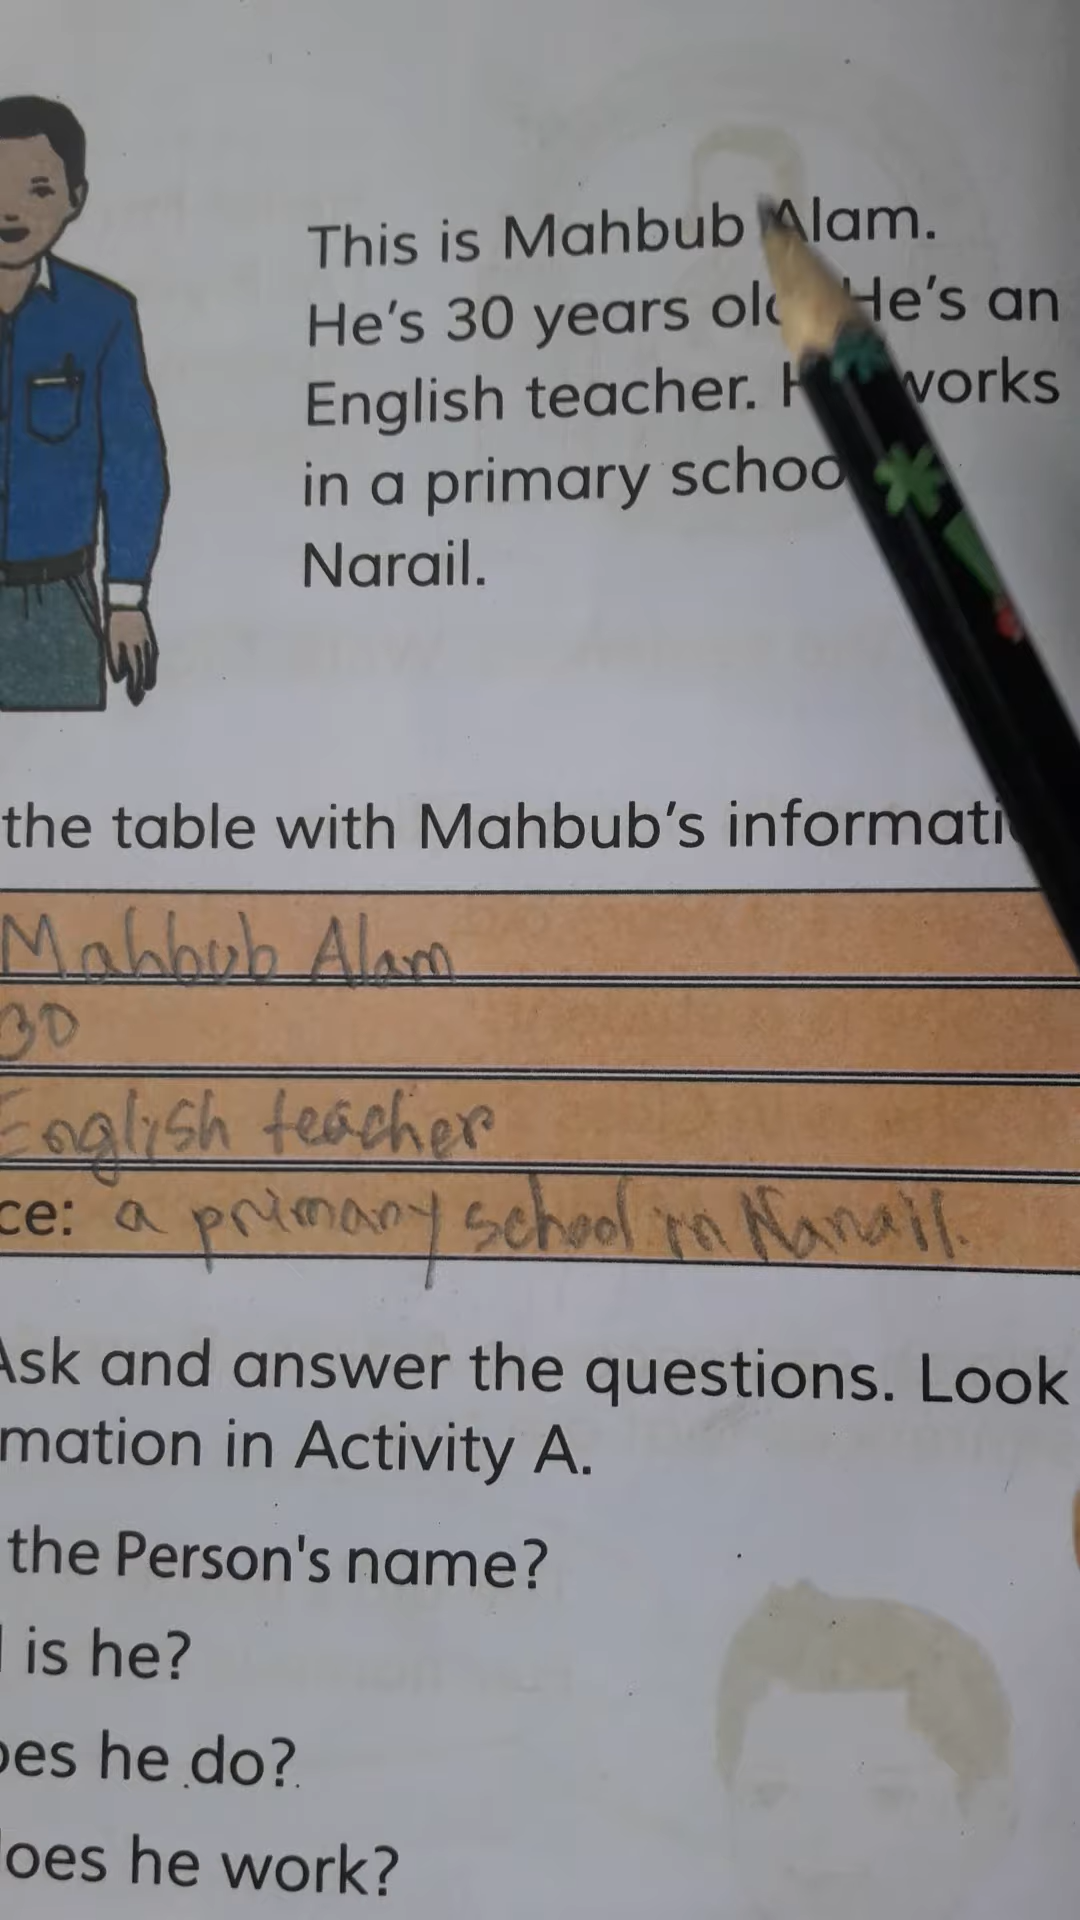 This is Mahbub Alam.
He's 30 years old He's an
English teacher. H works
in a primary schoo
Narail.
the table with Mahbub's informati
Mahbub Alam
30
English teacher
ce: a primary school in Narail.
Ask and answer the questions. Look
mation in Activity A.
the Person's name?
is he?
oes he do?
oes he work?